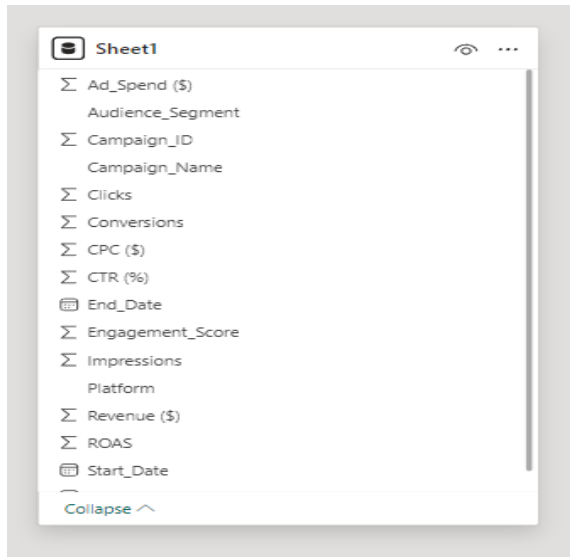 Sheet1
Ad_Spend ($)
Audience_Segment
Campaign_ID
Campaign_Name
Clicks
Conversions
CPC ($)
CTR (%)
End_Date
Engagement_Score
Impressions
Platform
Revenue ($)
ROAS
Start_Date
Collapse